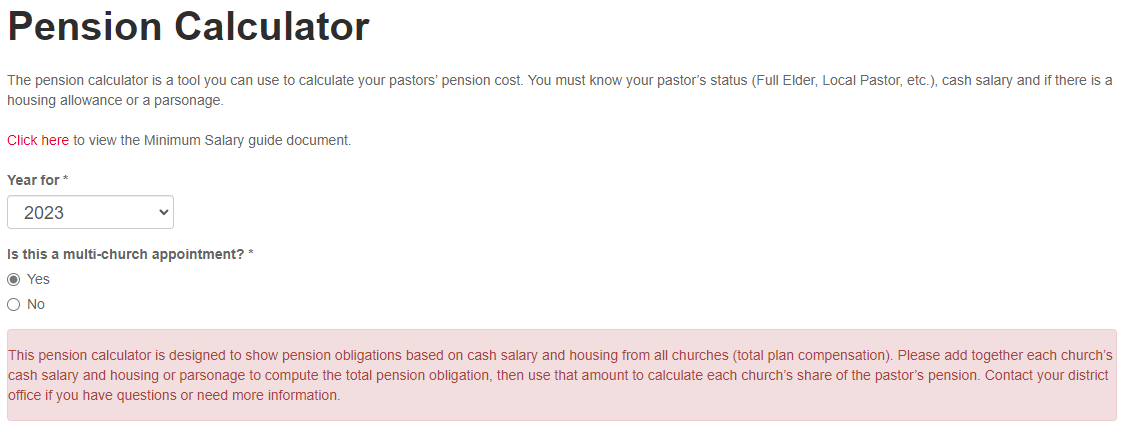 Pension Calculator
The pension calculator is a tool you can use to calculate your pastors’ pension cost. You must know your pastor’s status (Full Elder, Local Pastor, etc.), cash salary and if there is a
housing allowance or a parsonage.
Click here to view the Minimum Salary guide document.
Year for *
2023
Is this a multi-church appointment? *
Yes
No
This pension calculator is designed to show pension obligations based on cash salary and housing from all churches (total plan compensation). Please add together each church’s
cash salary and housing or parsonage to compute the total pension obligation, then use that amount to calculate each church’s share of the pastor’s pension. Contact your district
office if you have questions or need more information.